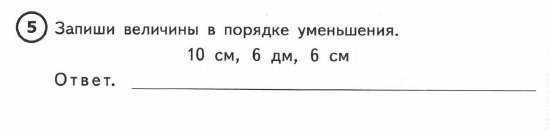 5 Запиши величины в порядке уменьшения.
10 см, 6 дм, 6 см
Ответ.